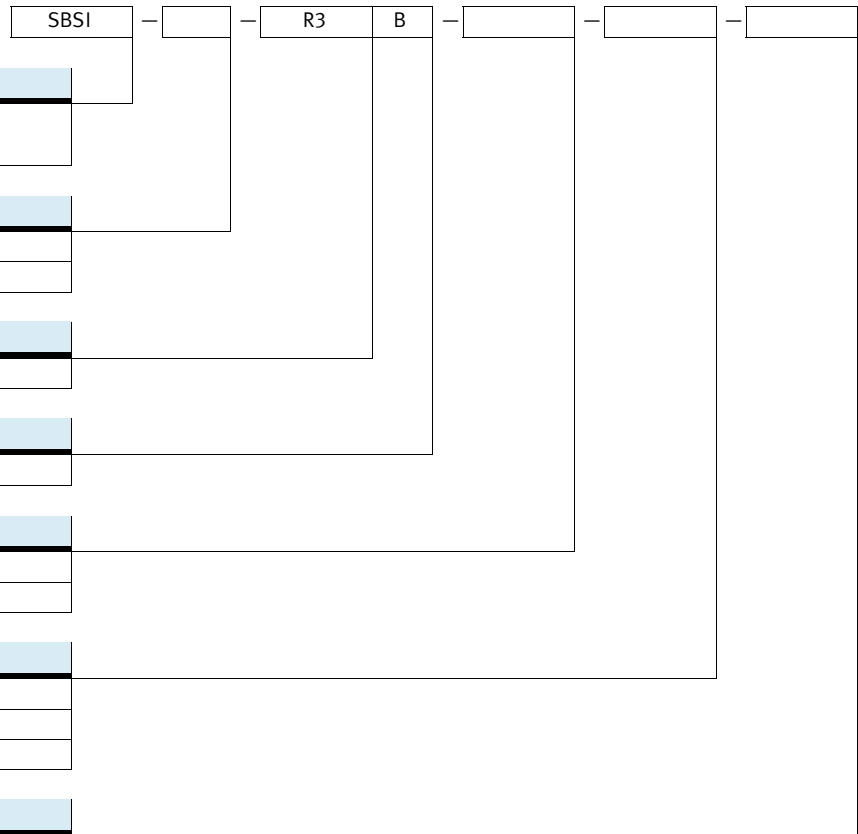 SBSI – – R3 B – – –